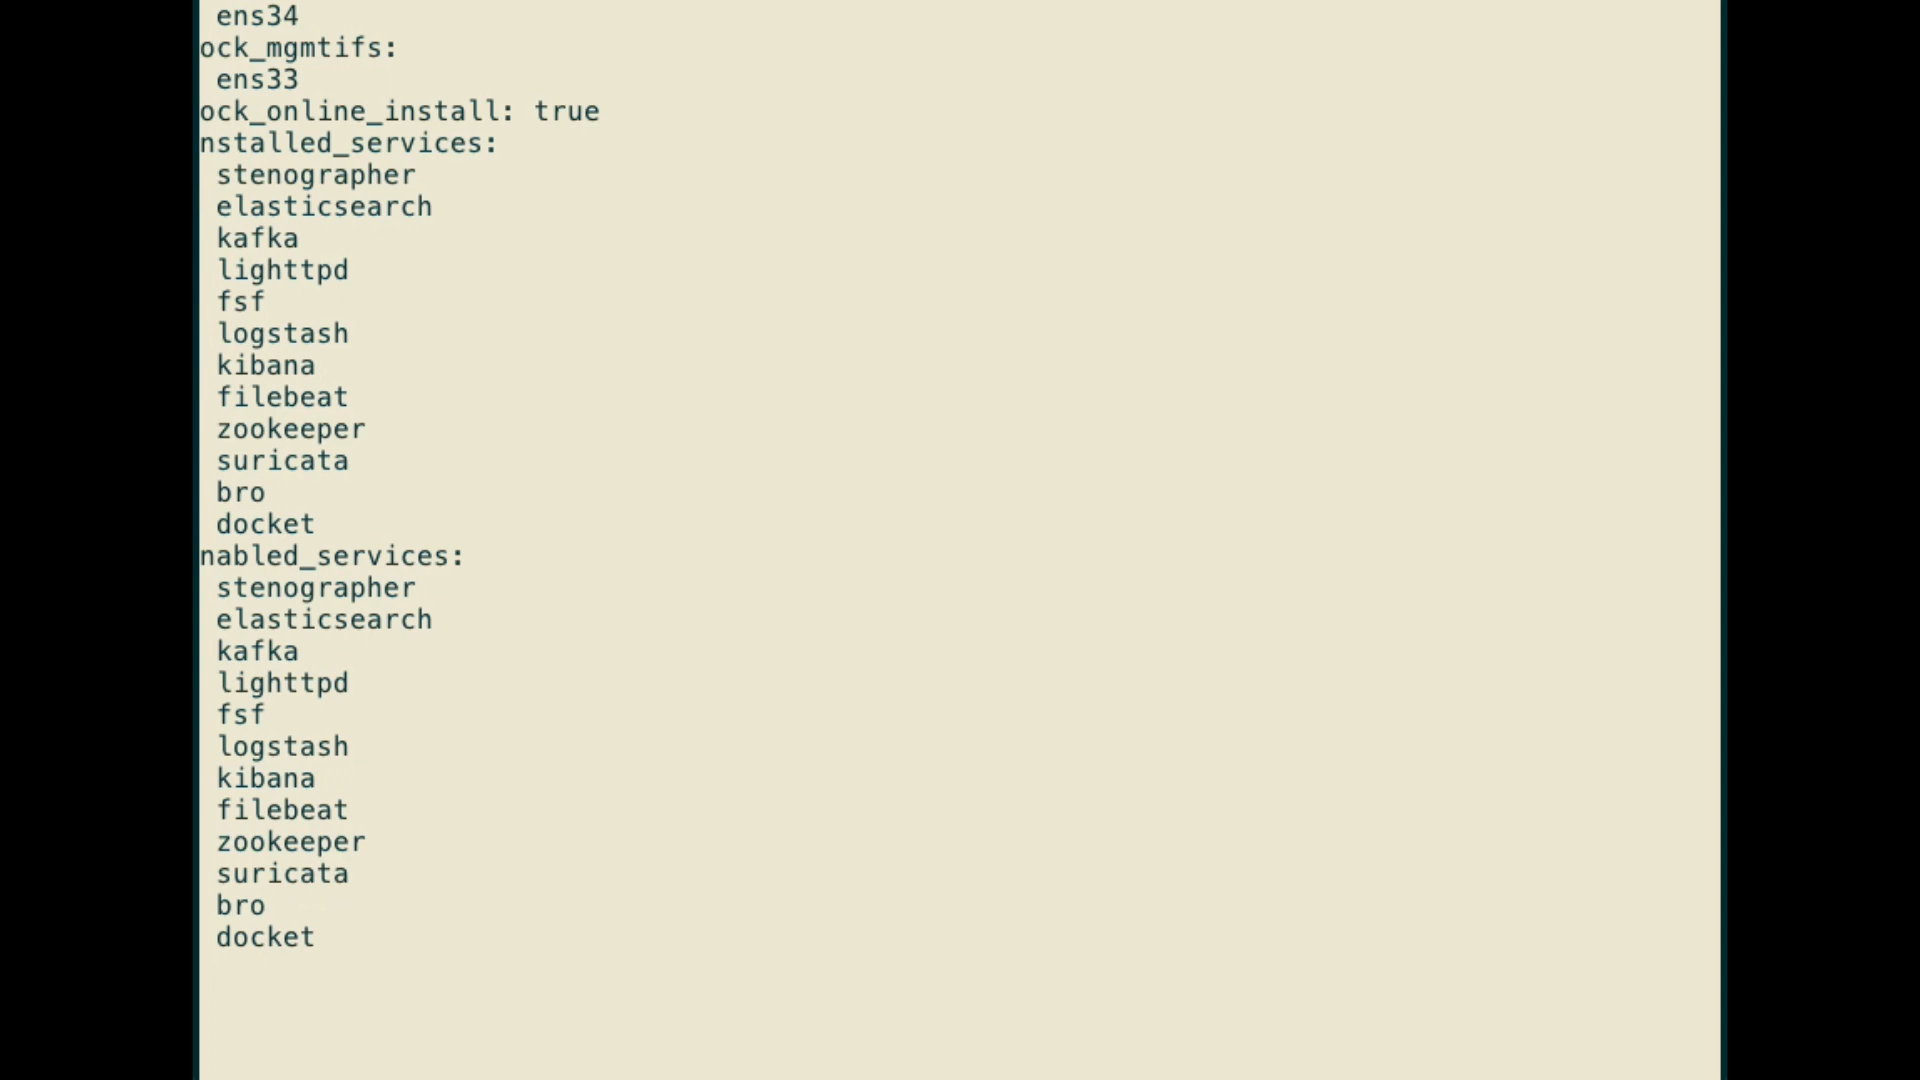 ens34
ock_mgmtifs:
ens33
ock_online_install: true
nstalled_services:
stenographer
elasticsearch
kafka
lighttpd
fsf
logstash
kibana
filebeat
zookeeper
suricata
bro
docket
nabled_services:
stenographer
elasticsearch
kafka
lighttpd
fsf
logstash
kibana
filebeat
zookeeper
suricata
bro
docket